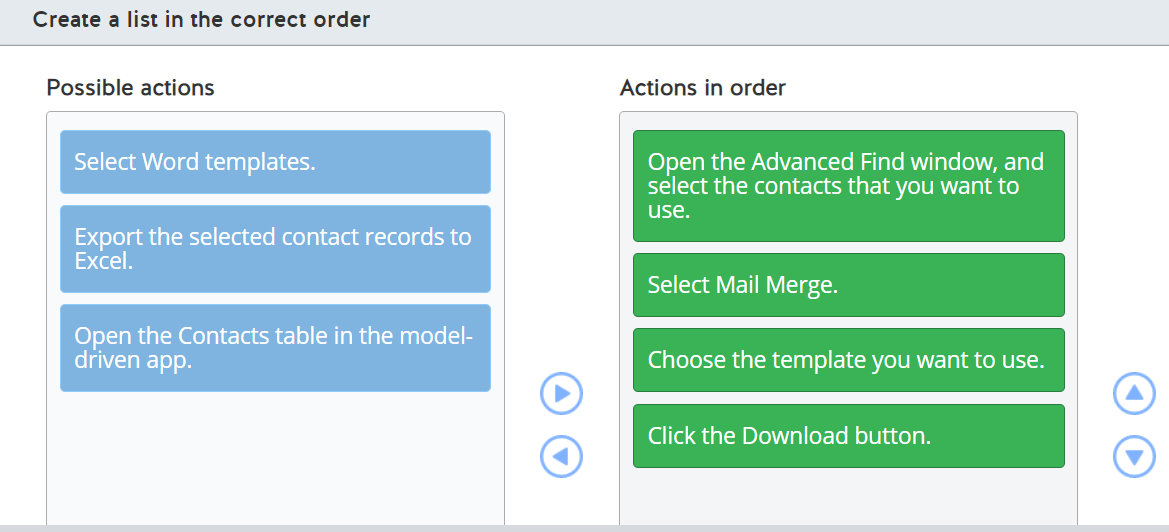 Create a list in the correct order
Possible actions
Select Word templates.
Export the selected contact records to
Excel.
Open the Contacts table in the model-
driven app.
Actions in order
Open the Advanced Find window, and
select the contacts that you want to
use.
Select Mail Merge.
Choose the template you want to use.
Click the Download button.